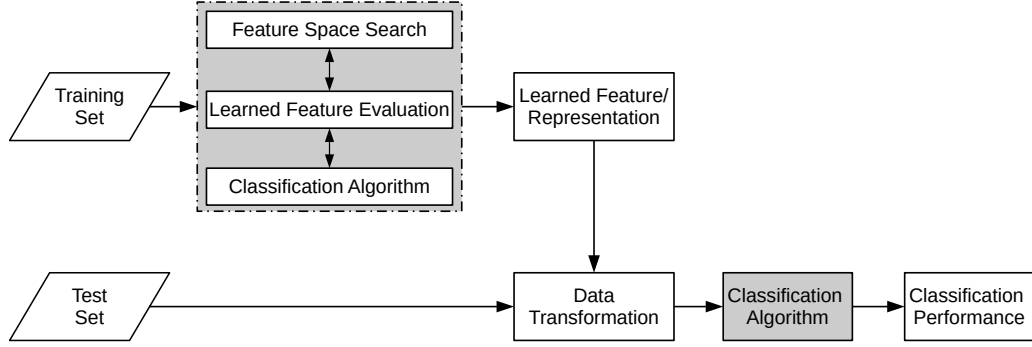 Feature Space Search
Training
Set
Learned Feature Evaluation
Learned Feature/
Representation
Classification Algorithm
Test
Set
Data
Transformation
Classification
Algorithm
Classification
Performance